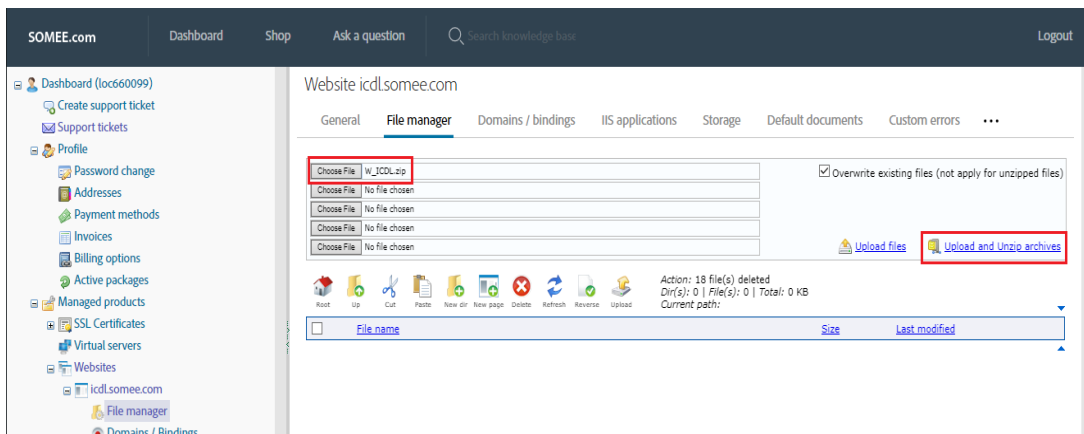 SOMEE.com Dashboard Shop Ask a question Search knowledge base Logout
Dashboard (loc660099)
Create support ticket
Support tickets
Profile
Password change
Addresses
Payment methods
Invoices
Billing options
Active packages
Managed products
SSL Certificates
Virtual servers
Websites
icdl.somee.com
File manager
Domains / Bindings
Website icdl.somee.com
General File manager Domains / bindings IIS applications Storage Default documents Custom errors •••
Choose File W_ICDL.zip
Overwrite existing files (not apply for unzipped files)
Choose File No file chosen
Choose File No file chosen
Choose File No file chosen
Choose File No file chosen
Upload files Upload and Unzip archives
Root Up Cut Paste New dir New page Delete Refresh Reverse Upload
Action: 18 file(s) deleted
Dir(s): 0 | File(s): 0 | Total: 0 KB
Current path:
File name Size Last modified